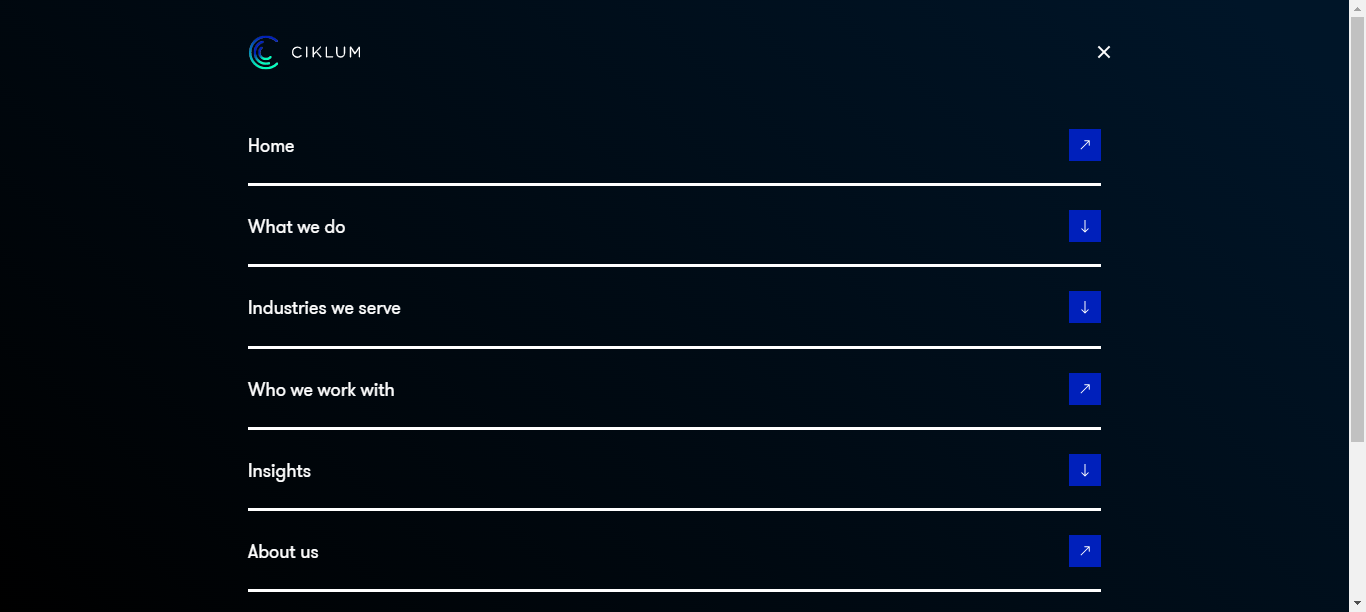 CIKLUM
Home
What we do
Industries we serve
Who we work with
Insights
About us